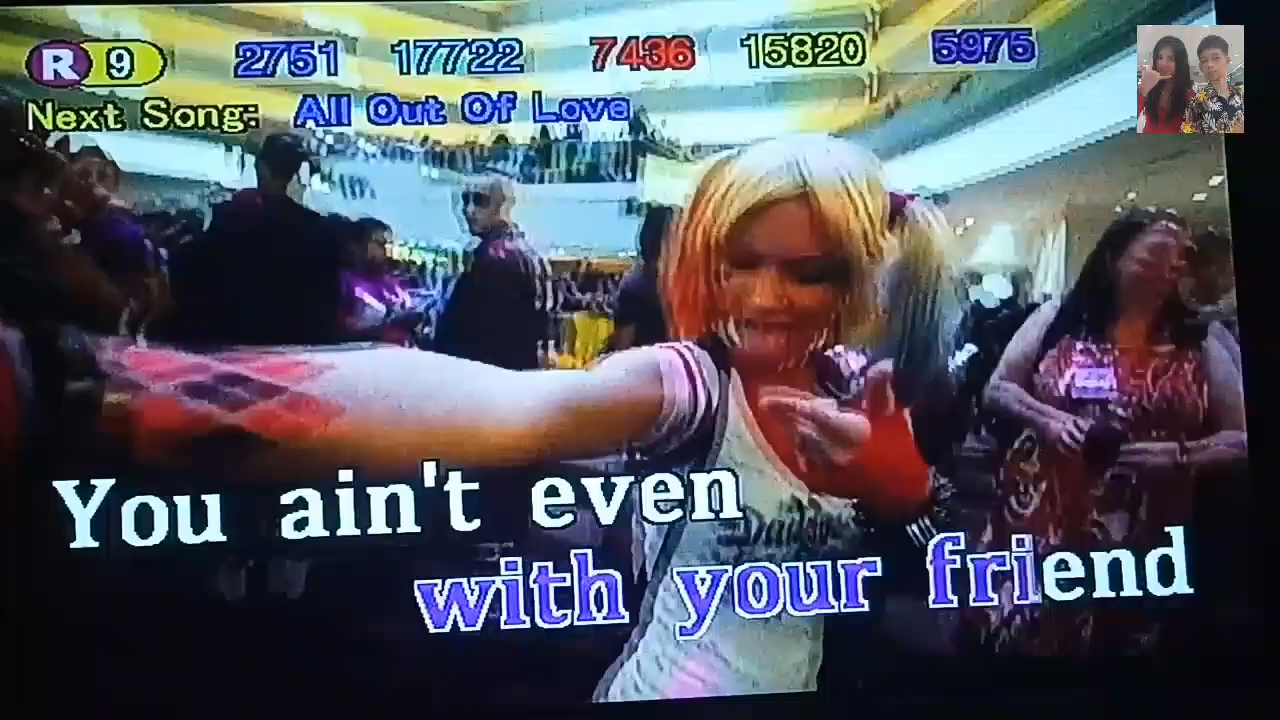 R 9 2751 17722 7436 15820 5975
Next Song: All Out Of Love
You ain't even
with your friend